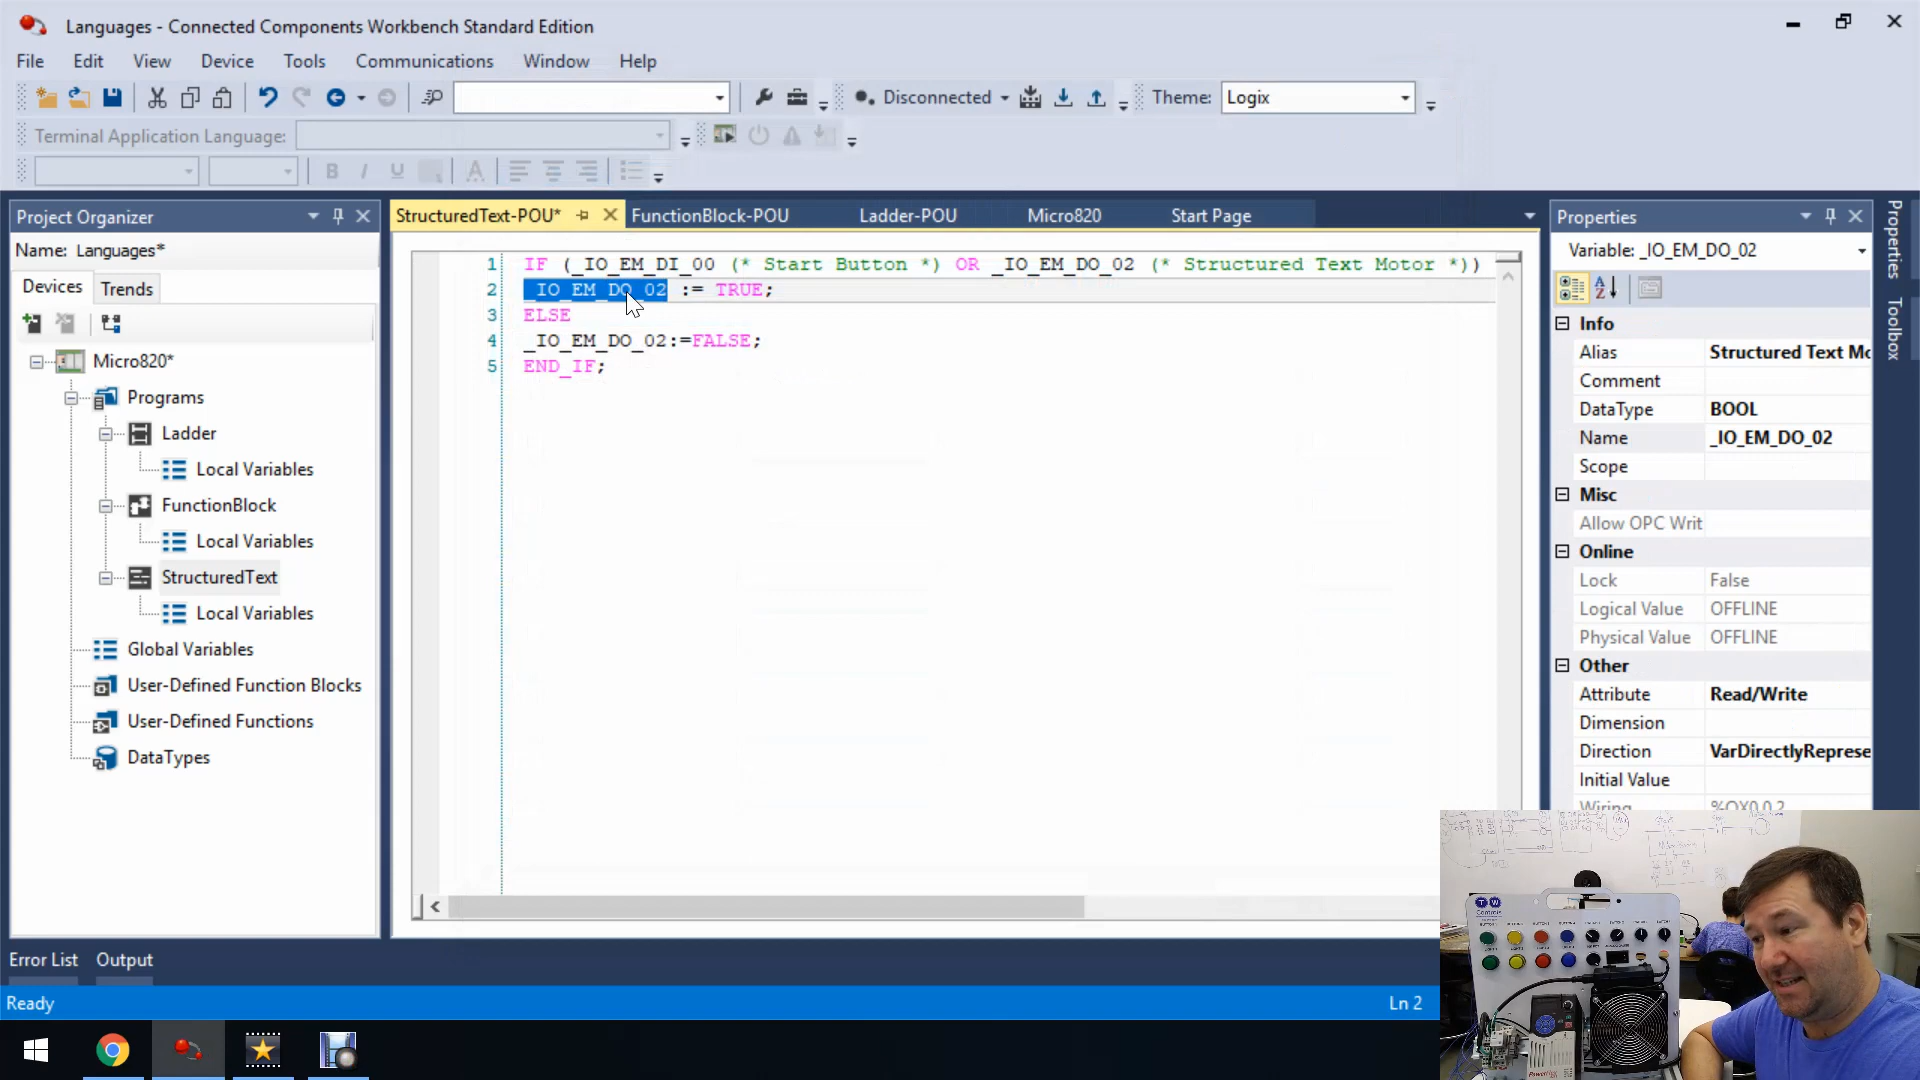 Languages - Connected Components Workbench Standard Edition
File Edit View Device Tools Communications Window Help
Disconnected Theme: Logix
Terminal Application Language:
B I U A
Project Organizer
Name: Languages*
Devices Trends
Micro820*
Programs
Ladder
Local Variables
FunctionBlock
Local Variables
StructuredText
Local Variables
Global Variables
User-Defined Function Blocks
User-Defined Functions
DataTypes
StructuredText-POU* FunctionBlock-POU Ladder-POU Micro820 Start Page
1 IF (_IO_EM_DI_00 (* Start Button *) OR _IO_EM_DO_02 (* Structured Text Motor *))
2 _IO_EM_DO_02 := TRUE;
3 ELSE
4 _IO_EM_DO_02:=FALSE;
5 END_IF;
Properties
Variable: _IO_EM_DO_02
Info
Alias Structured Text Mo
Comment
DataType BOOL
Name _IO_EM_DO_02
Scope
Misc
Allow OPC Writ
Online
Lock False
Logical Value OFFLINE
Physical Value OFFLINE
Other
Attribute Read/Write
Dimension
Direction VarDirectlyReprese
Initial Value
Wiring %QX0.0.2
Properties
Toolbox
Error List Output
Ready
Ln 2
T W
Controls